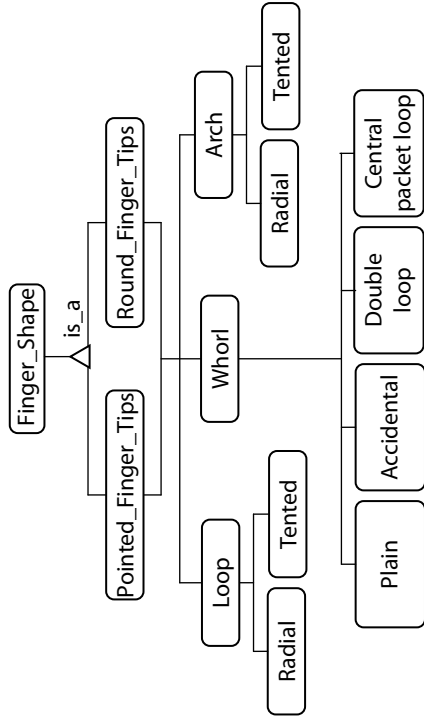 Finger_Shape
is_a
Pointed_Finger_Tips
Round_Finger_Tips
Loop
Whorl
Arch
Radial
Tented
Radial
Tented
Plain
Accidental
Double
loop
Central
packet loop